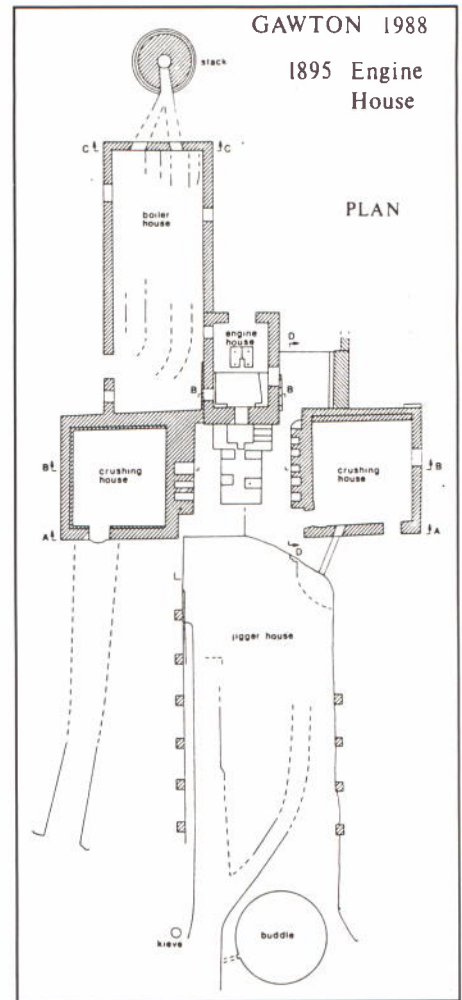 GAWTON 1988
1895 Engine
House
stack
C C
boiler
house
PLAN
engine
house
D
B B
crushing
house
crushing
house
B B
A A
D
jigger house
kieve
buddle